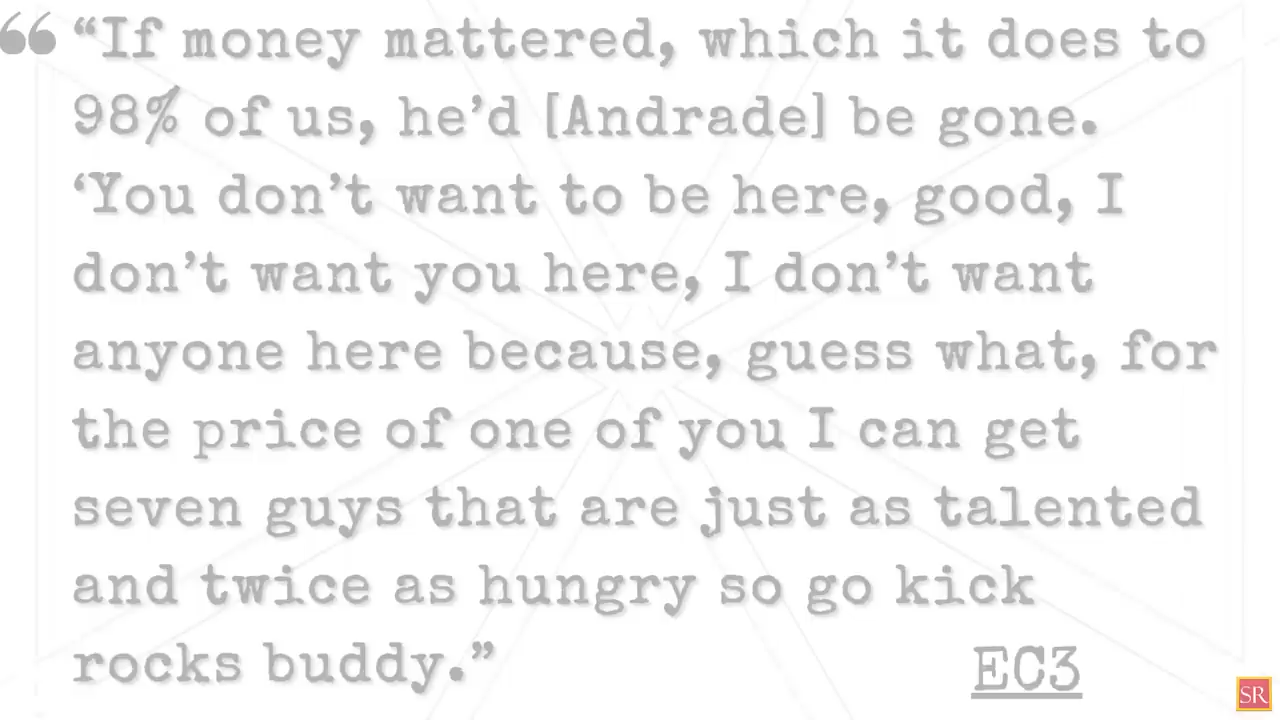 “If money mattered, which it does to
98% of us, he’d [Andrade] be gone.
‘You don’t want to be here, good, I
don’t want you here, I don’t want
anyone here because, guess what, for
the price of one of you I can get
seven guys that are just as talented
and twice as hungry so go kick
rocks buddy.”
EC3
SR